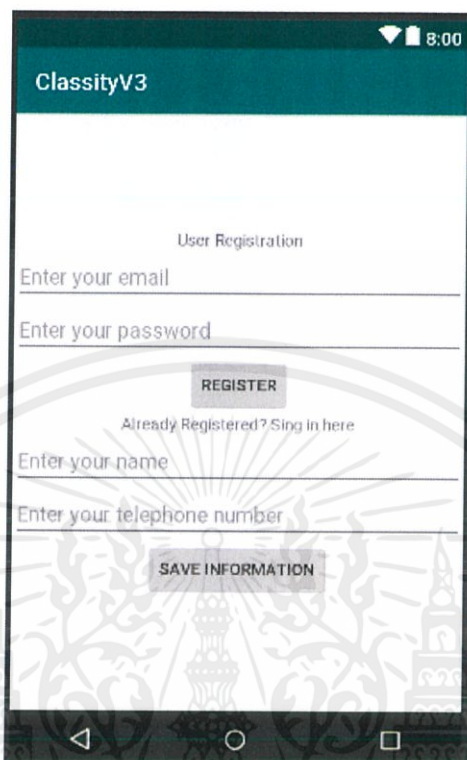 8:00
ClassityV3
User Registration
Enter your email
Enter your password
REGISTER
Already Registered? Sing in here
Enter your name
Enter your telephone number
SAVE INFORMATION